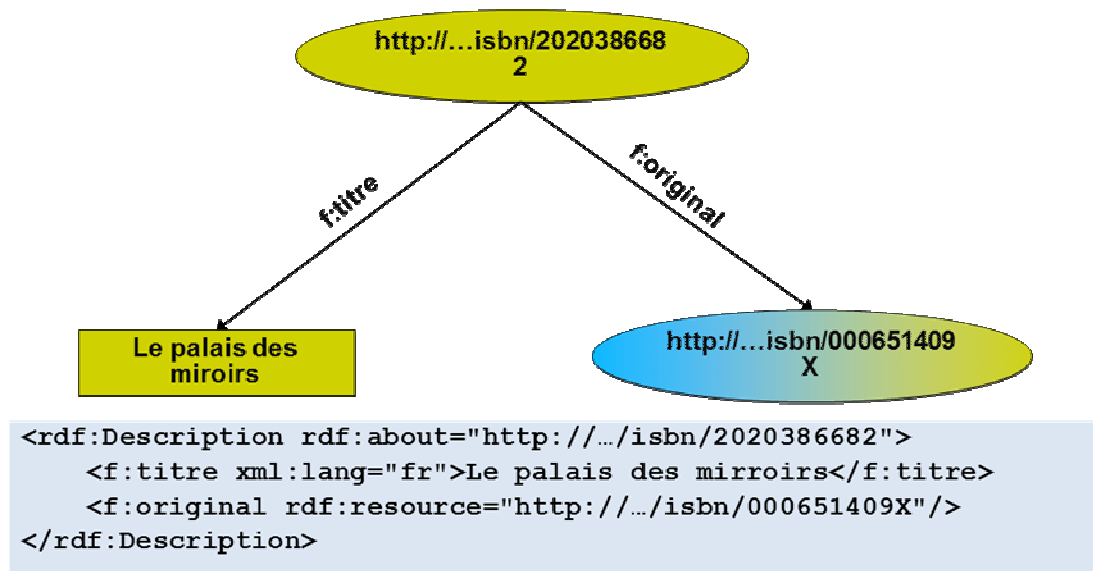 http://…isbn/202038668
2
f:titre
f:original
Le palais des
miroirs
http://…isbn/000651409
X
<rdf:Description rdf:about="http://…/isbn/2020386682">
<f:titre xml:lang="fr">Le palais des mirroirs</f:titre>
<f:original rdf:resource="http://…/isbn/000651409X"/>
</rdf:Description>